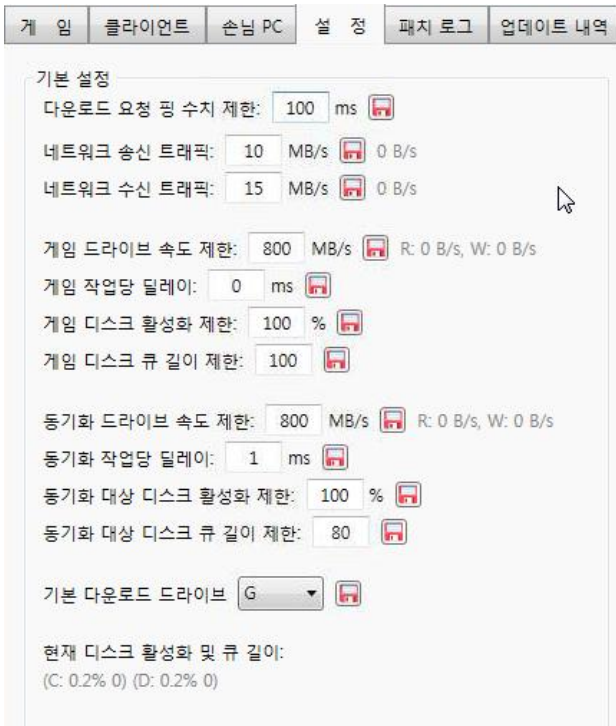 게 임 클라이언트 손님 PC 설 정 패치 로그 업데이트 내역
기본 설정
다운로드 요청 핑 수치 제한: 100 ms
네트워크 송신 트래픽: 10 MB/s 0 B/s
네트워크 수신 트래픽: 15 MB/s 0 B/s
게임 드라이브 속도 제한: 800 MB/s R: 0 B/s, W: 0 B/s
게임 작업당 딜레이: 0 ms
게임 디스크 활성화 제한: 100 %
게임 디스크 큐 길이 제한: 100
동기화 드라이브 속도 제한: 800 MB/s R: 0 B/s, W: 0 B/s
동기화 작업당 딜레이: 1 ms
동기화 대상 디스크 활성화 제한: 100 %
동기화 대상 디스크 큐 길이 제한: 80
기본 다운로드 드라이브 G
현재 디스크 활성화 및 큐 길이:
(C: 0.2% 0) (D: 0.2% 0)